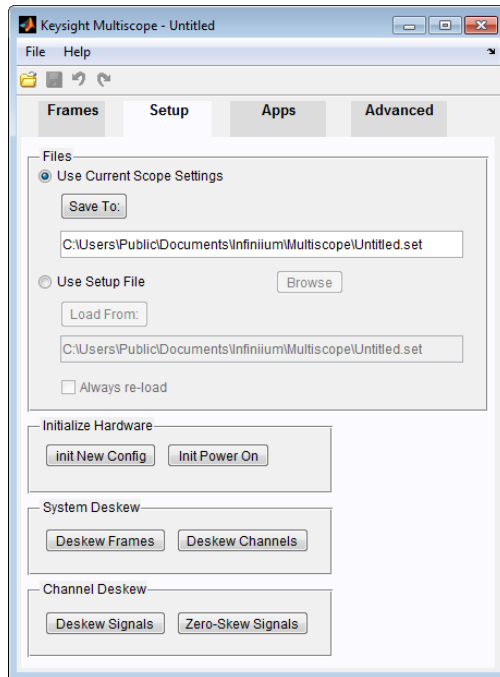 Keysight Multiscope - Untitled
File Help
Frames Setup Apps Advanced
Files
Use Current Scope Settings
Save To:
C:\Users\Public\Documents\Infiniium\Multiscope\Untitled.set
Use Setup File Browse
Load From:
C:\Users\Public\Documents\Infiniium\Multiscope\Untitled.set
Always re-load
Initialize Hardware
init New Config Init Power On
System Deskew
Deskew Frames Deskew Channels
Channel Deskew
Deskew Signals Zero-Skew Signals